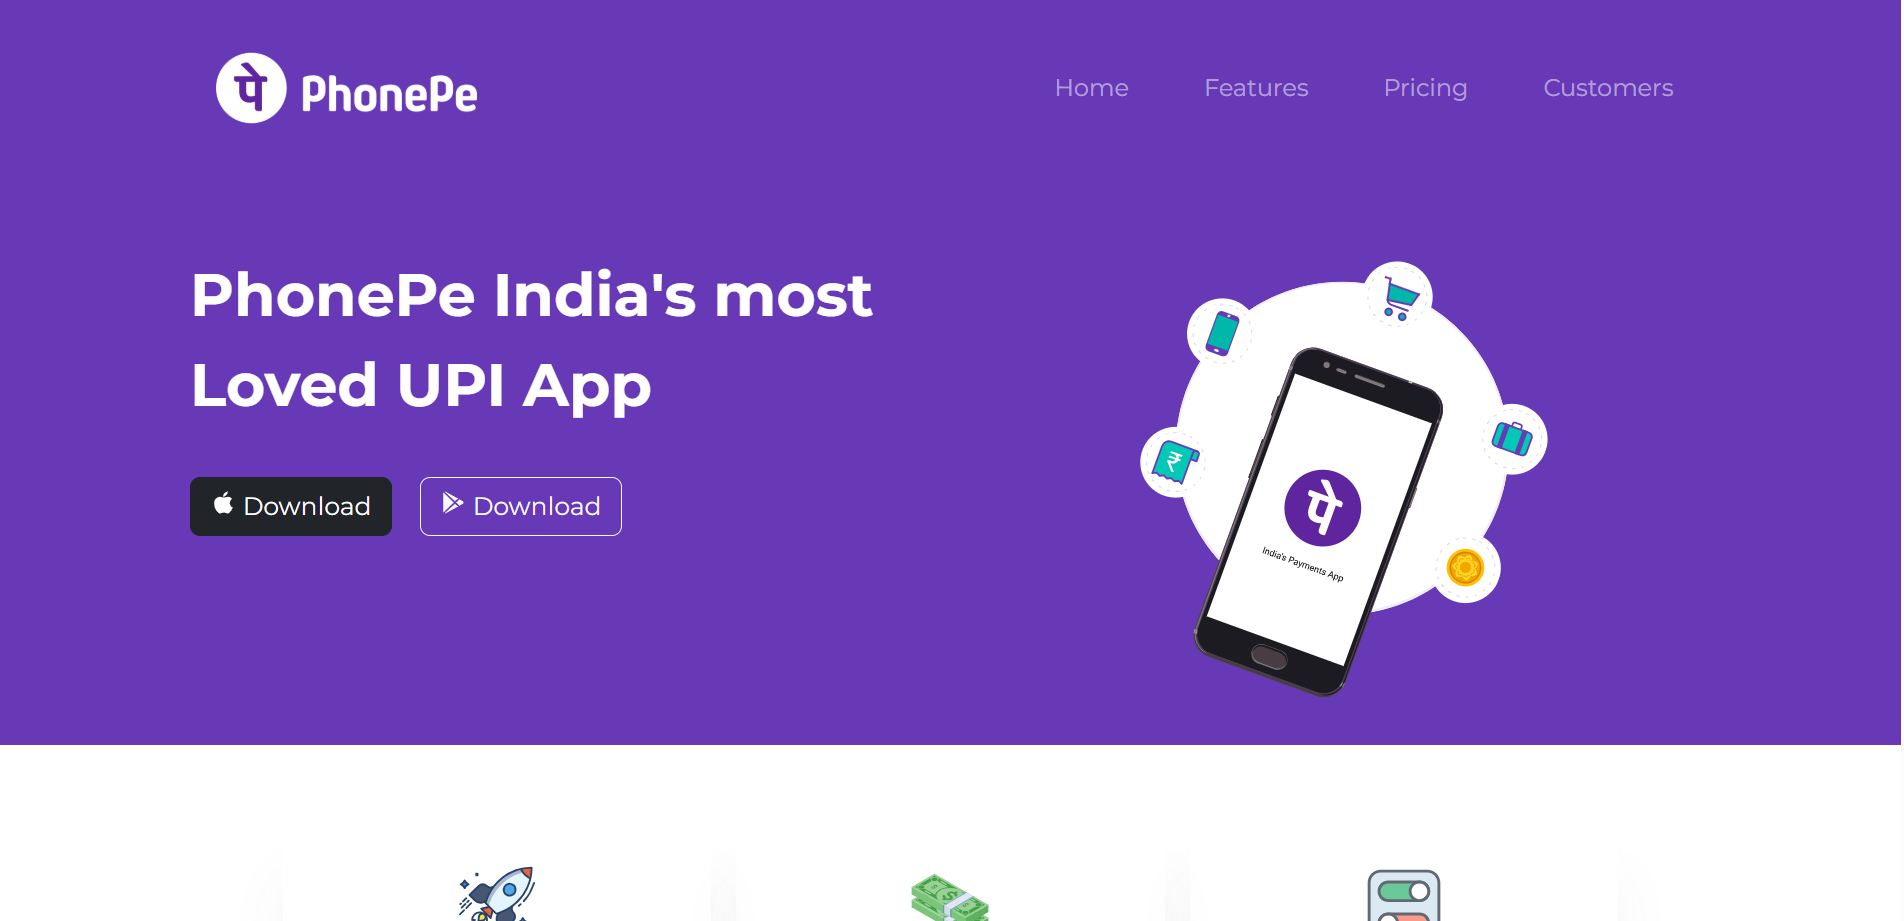 पे PhonePe
Home Features Pricing Customers
PhonePe India's most
Loved UPI App
Download Download
₹
पे
India's Payments App